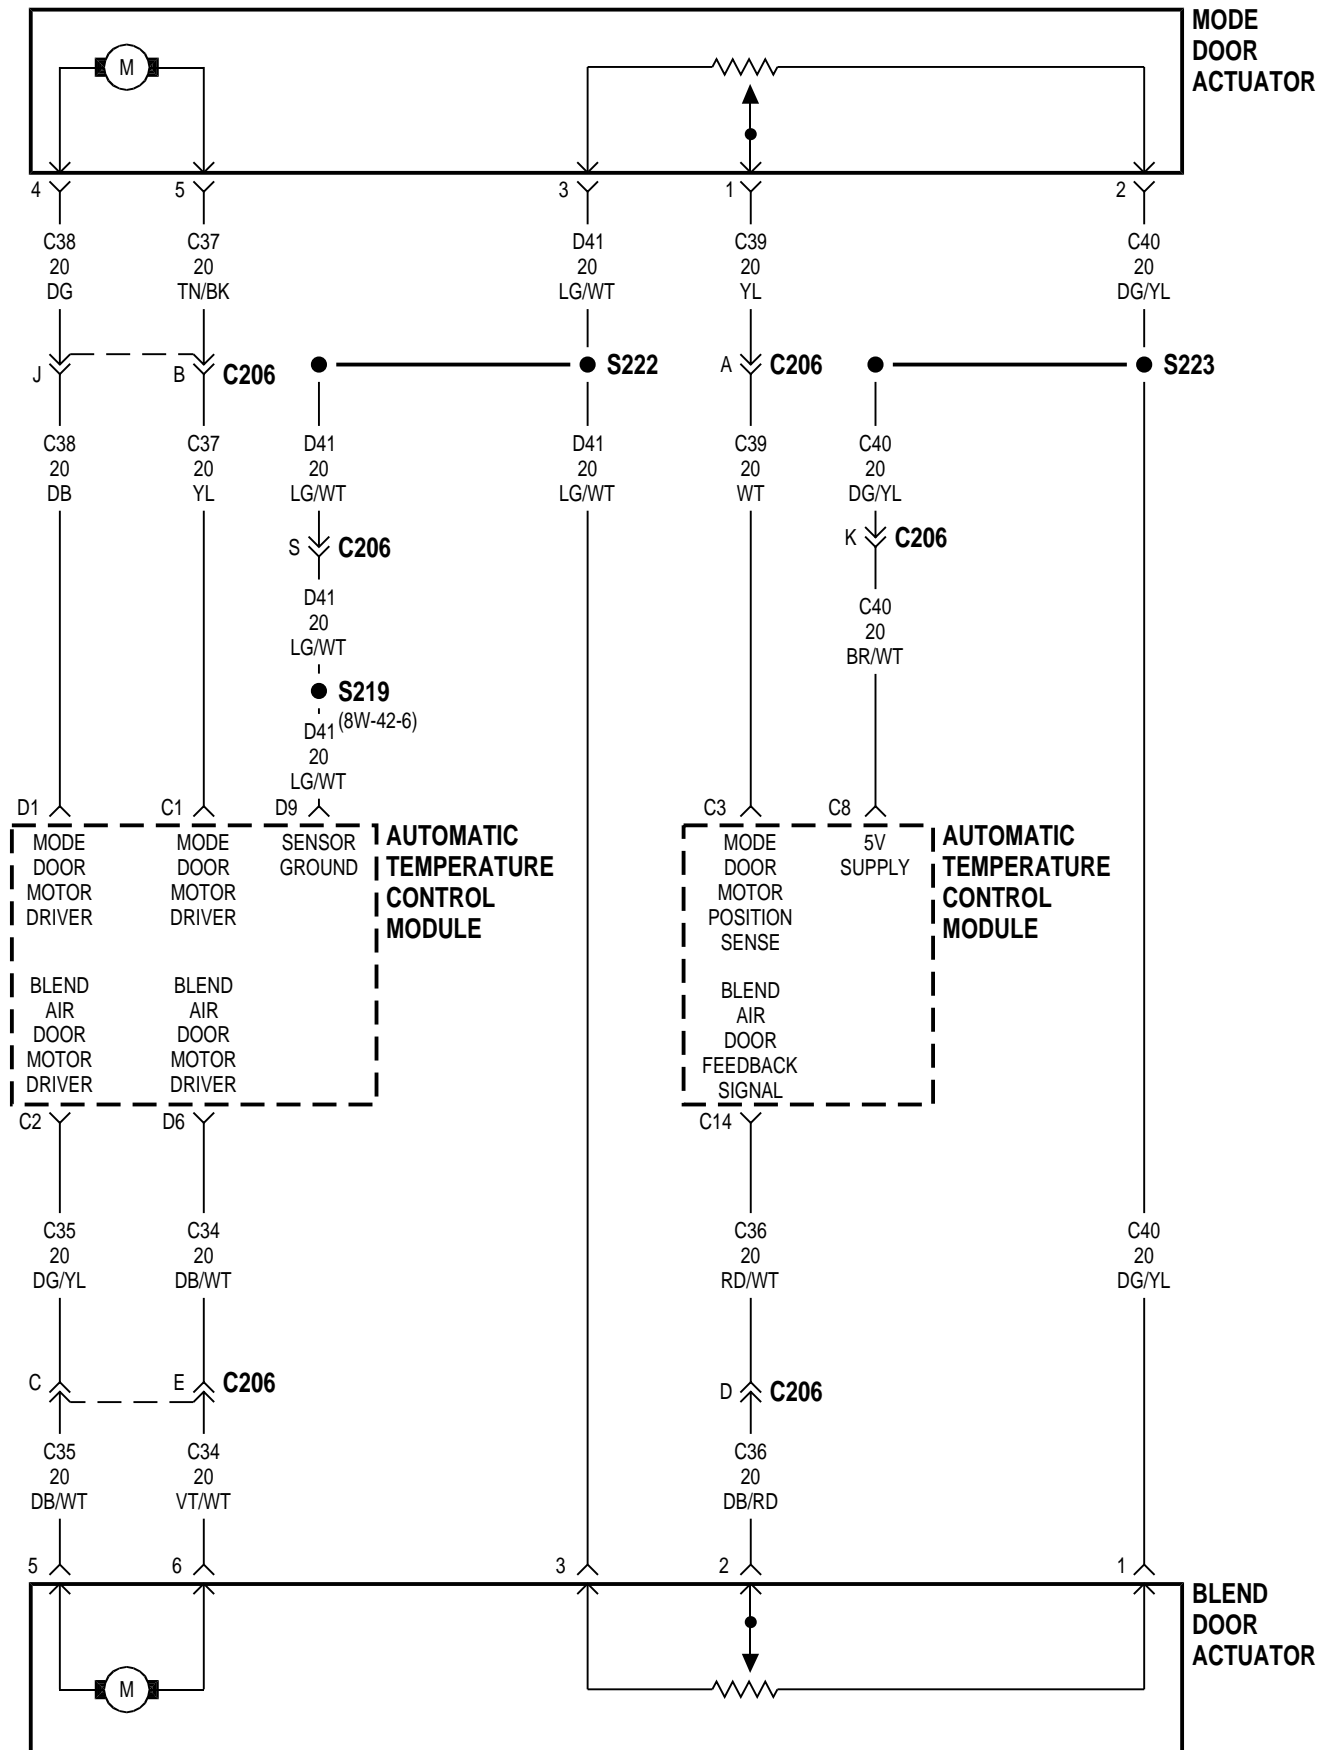 MODE
DOOR
ACTUATOR
M
4
5
3
1
2
C38
20
DG
C37
20
TN/BK
D41
20
LG/WT
C39
20
YL
C40
20
DG/YL
J
B
C206
S222
A
C206
S223
C38
20
DB
C37
20
YL
D41
20
LG/WT
D41
20
LG/WT
C39
20
WT
C40
20
DG/YL
S
C206
K
C206
D41
20
LG/WT
C40
20
BR/WT
S219
(8W-42-6)
D41
20
LG/WT
D1
C1
D9
C3
C8
MODE
DOOR
MOTOR
DRIVER
MODE
DOOR
MOTOR
DRIVER
SENSOR
GROUND
AUTOMATIC
TEMPERATURE
CONTROL
MODULE
MODE
DOOR
MOTOR
POSITION
SENSE
5V
SUPPLY
AUTOMATIC
TEMPERATURE
CONTROL
MODULE
BLEND
AIR
DOOR
MOTOR
DRIVER
BLEND
AIR
DOOR
MOTOR
DRIVER
BLEND
AIR
DOOR
FEEDBACK
SIGNAL
C2
D6
C14
C35
20
DG/YL
C34
20
DB/WT
C36
20
RD/WT
C40
20
DG/YL
C
E
C206
D
C206
C35
20
DB/WT
C34
20
VT/WT
C36
20
DB/RD
5
6
3
2
1
BLEND
DOOR
ACTUATOR
M